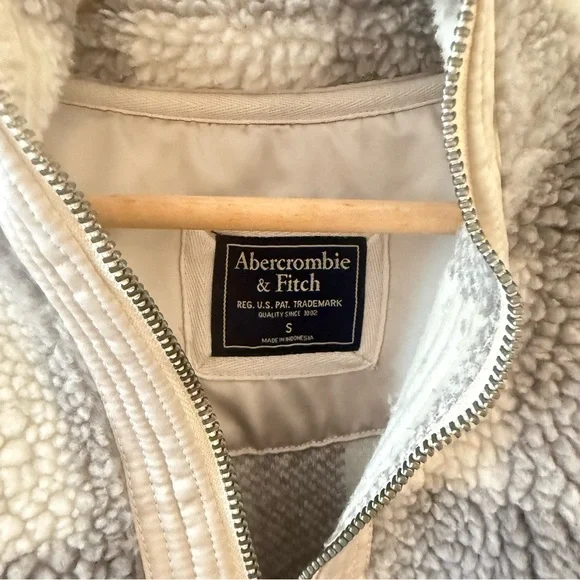 Abercrombie
& Fitch
REG. U.S. PAT. TRADEMARK
QUALITY SINCE 1892
S
MADE IN INDONESIA